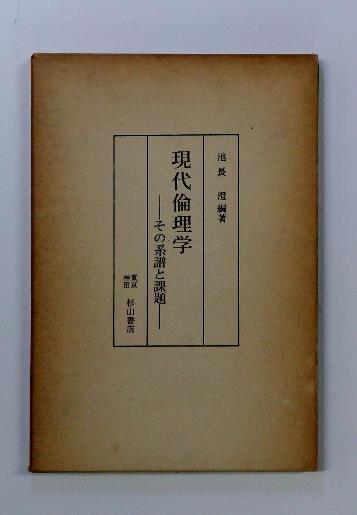 池長 澄編著
現代倫理学
――その系譜と課題――
東京
神田
杉山書店